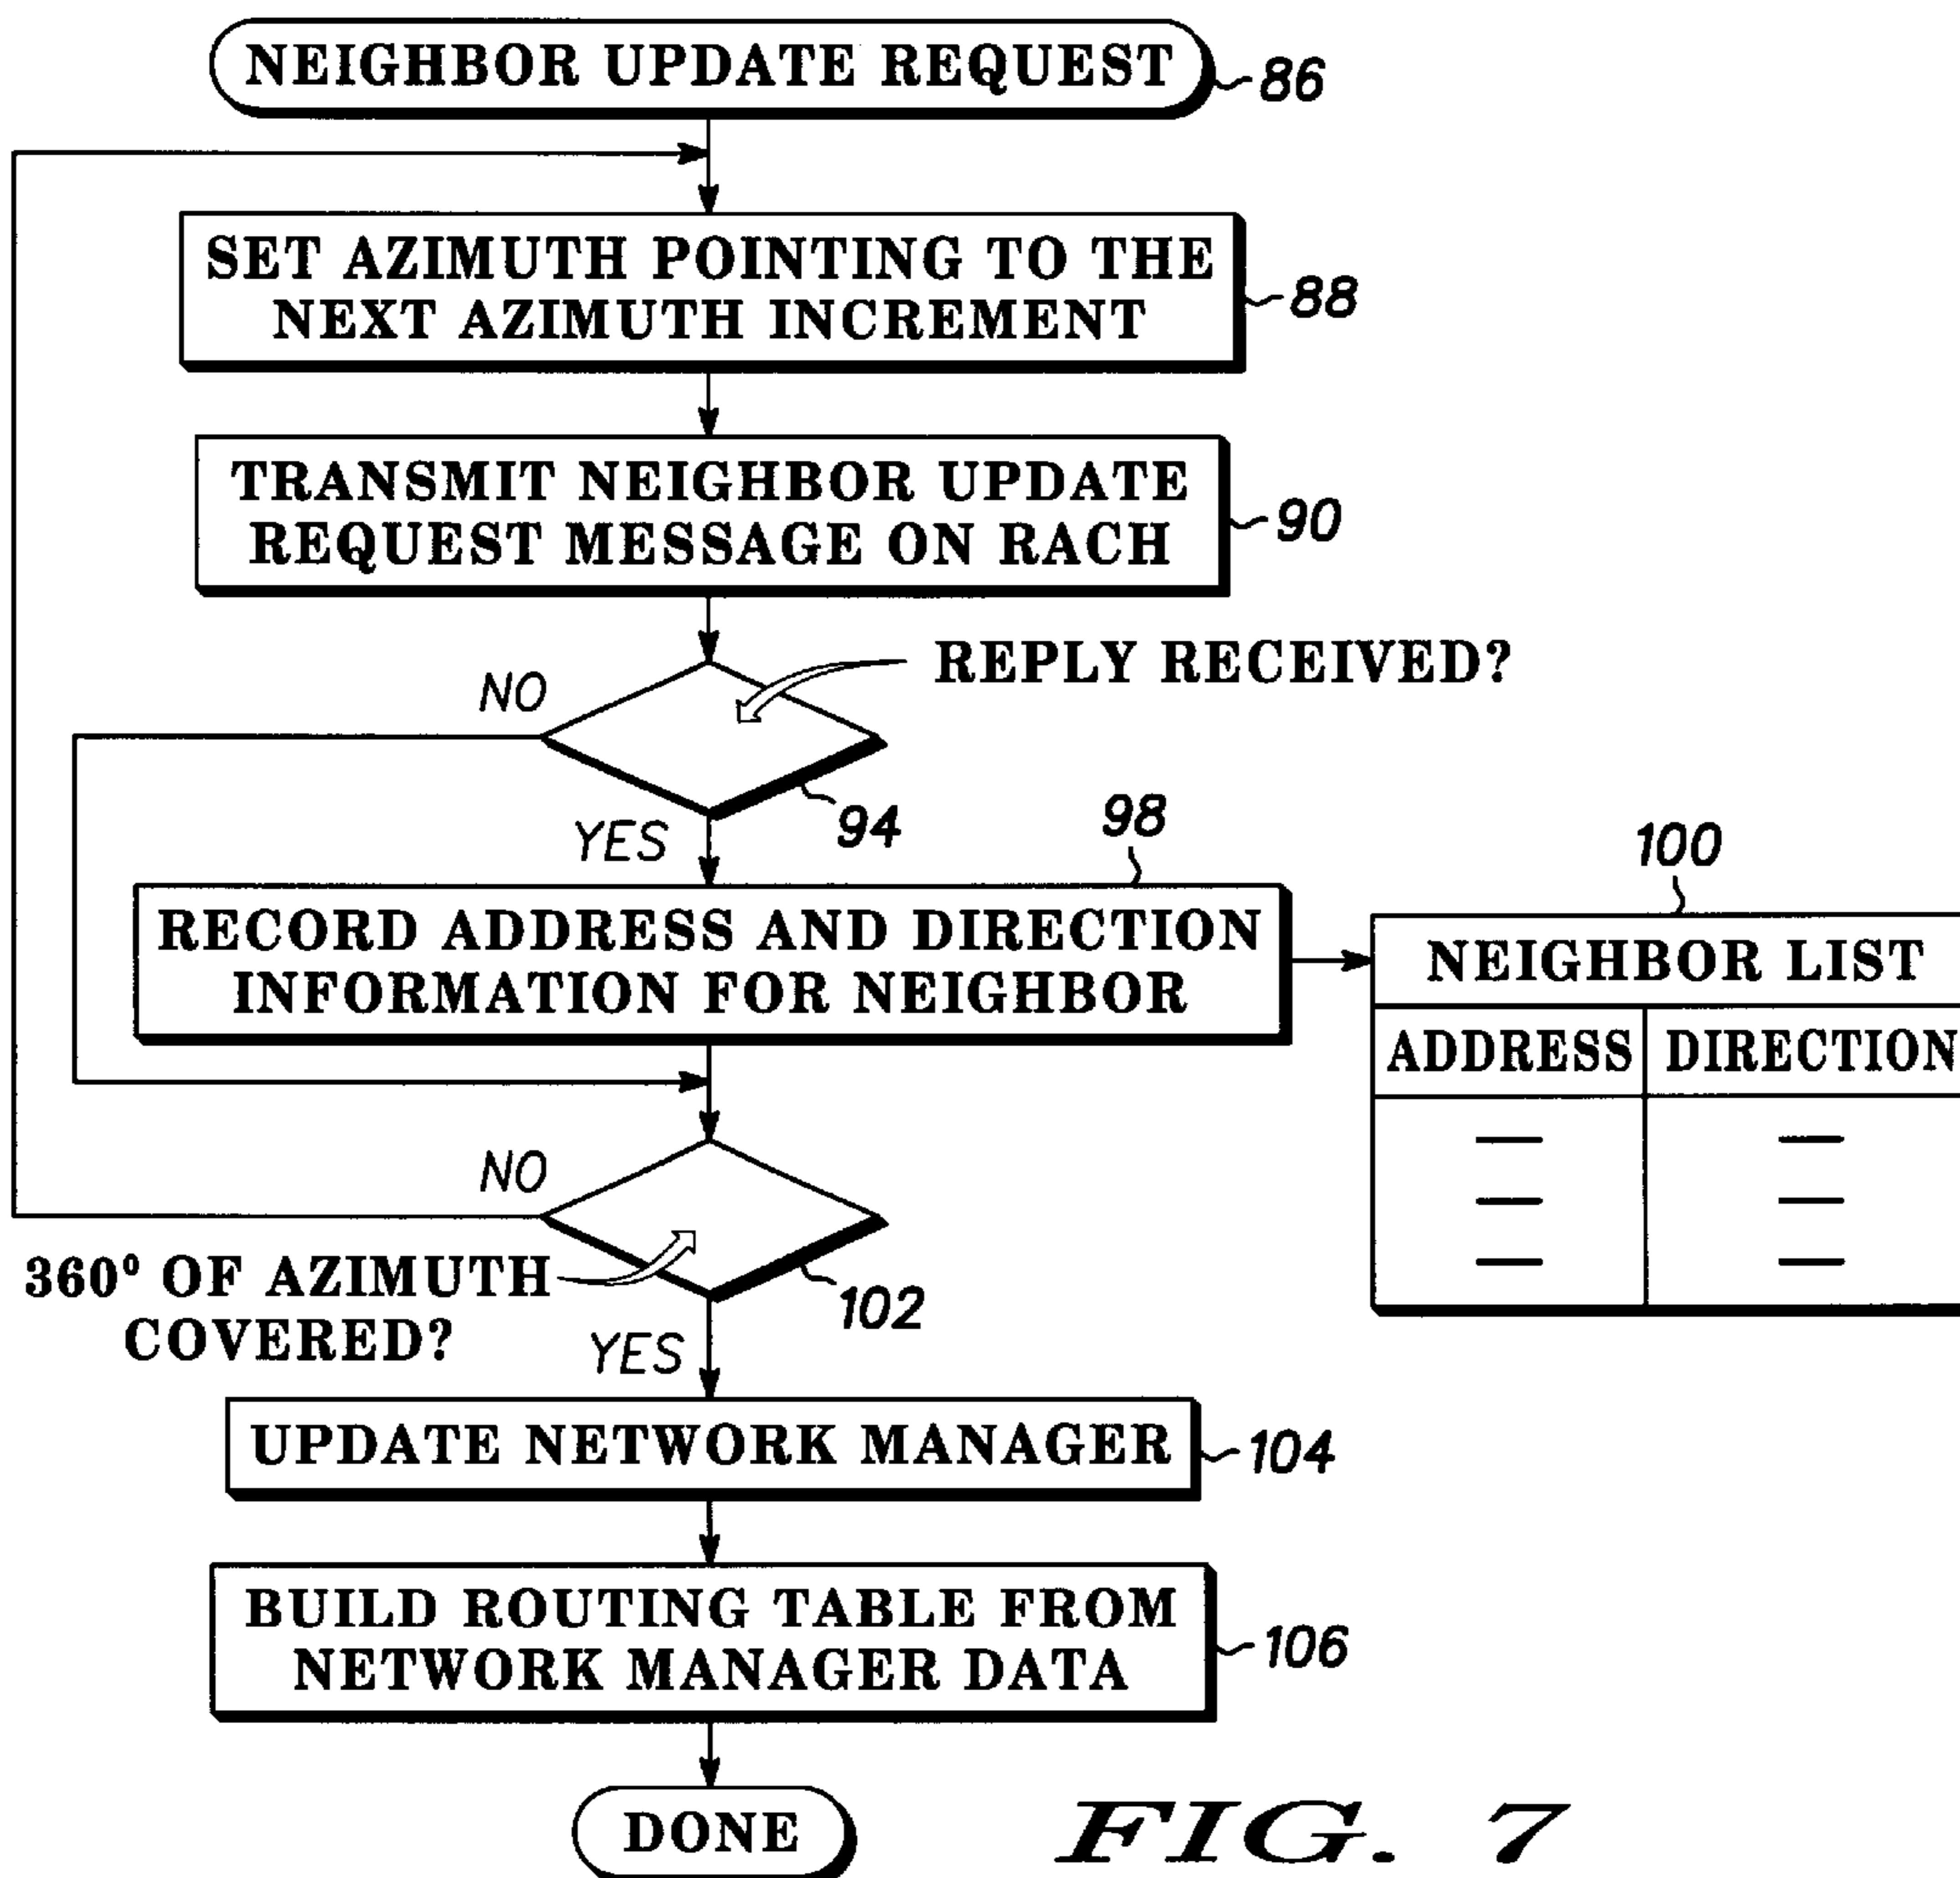 NEIGHBOR UPDATE REQUEST
86
SET AZIMUTH POINTING TO THE
NEXT AZIMUTH INCREMENT
88
TRANSMIT NEIGHBOR UPDATE
REQUEST MESSAGE ON RACH
90
REPLY RECEIVED?
NO
94
YES
98
RECORD ADDRESS AND DIRECTION
INFORMATION FOR NEIGHBOR
100
NEIGHBOR LIST
ADDRESS DIRECTION
NO
360° OF AZIMUTH
COVERED?
102
YES
UPDATE NETWORK MANAGER
104
BUILD ROUTING TABLE FROM
NETWORK MANAGER DATA
106
DONE
FIG. 7